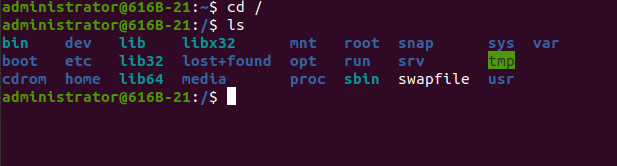 administrator@616B-21:~$ cd /
administrator@616B-21:/$ ls
bin dev lib libx32 mnt root snap sys var
boot etc lib32 lost+found opt run srv tmp
cdrom home lib64 media proc sbin swapfile usr
administrator@616B-21:/$